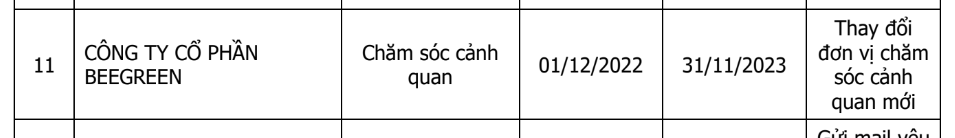 11
CÔNG TY CỔ PHẦN
BEEGREEN
Chăm sóc cảnh
quan
01/12/2022
31/11/2023
Thay đổi
đơn vị chăm
sóc cảnh
quan mới
Gửi mail yêu